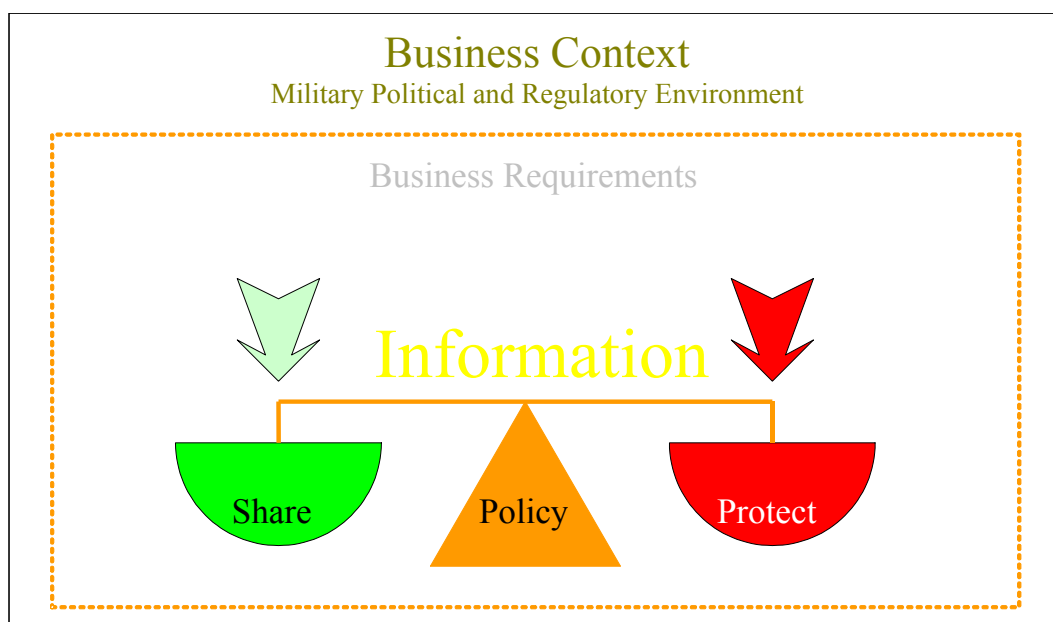 Business Context
Military Political and Regulatory Environment
Business Requirements
Information
Share
Policy
Protect